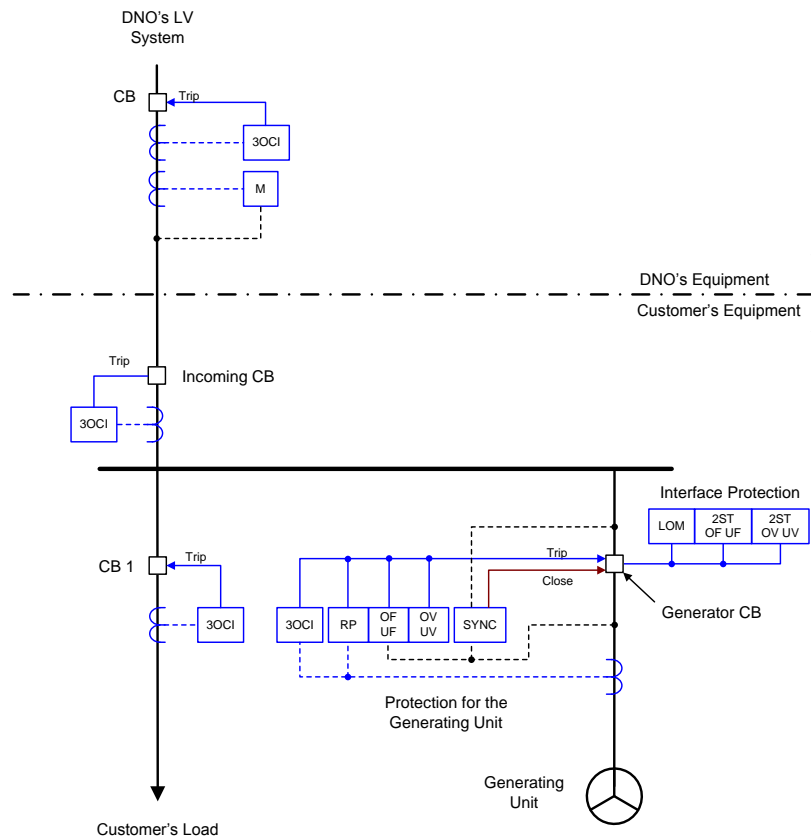 DNO's LV
System
CB
Trip
3OCI
M
DNO's Equipment
Customer's Equipment
Trip
Incoming CB
3OCI
Interface Protection
LOM
2ST
OF UF
2ST
OV UV
CB 1
Trip
3OCI
Trip
Close
Generator CB
3OCI
RP
OF
UF
OV
UV
SYNC
Protection for the
Generating Unit
Generating
Unit
Customer's Load